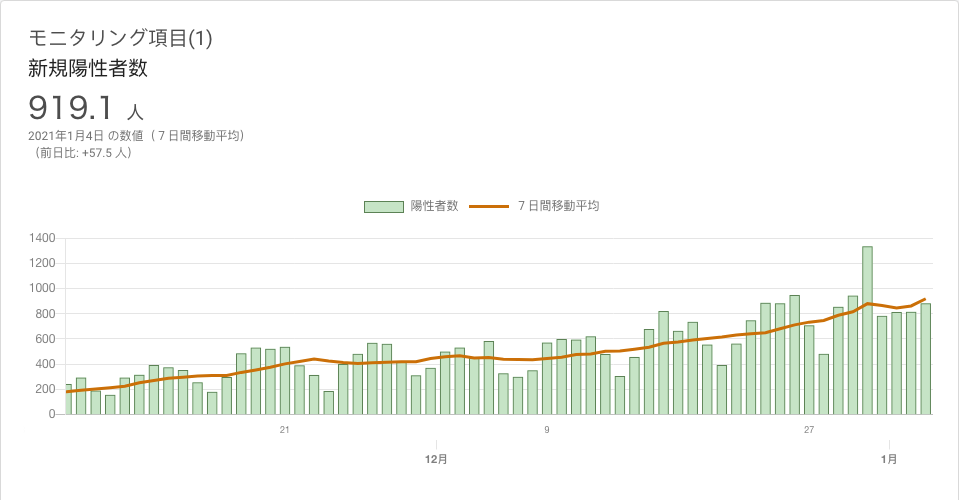 モニタリング項目(1)
新規陽性者数
919.1 人
2021年1月4日 の数値（７日間移動平均）
（前日比: +57.5 人）
陽性者数 ７日間移動平均
1400
1200
1000
800
600
400
200
0
21 9 27
12月 1月